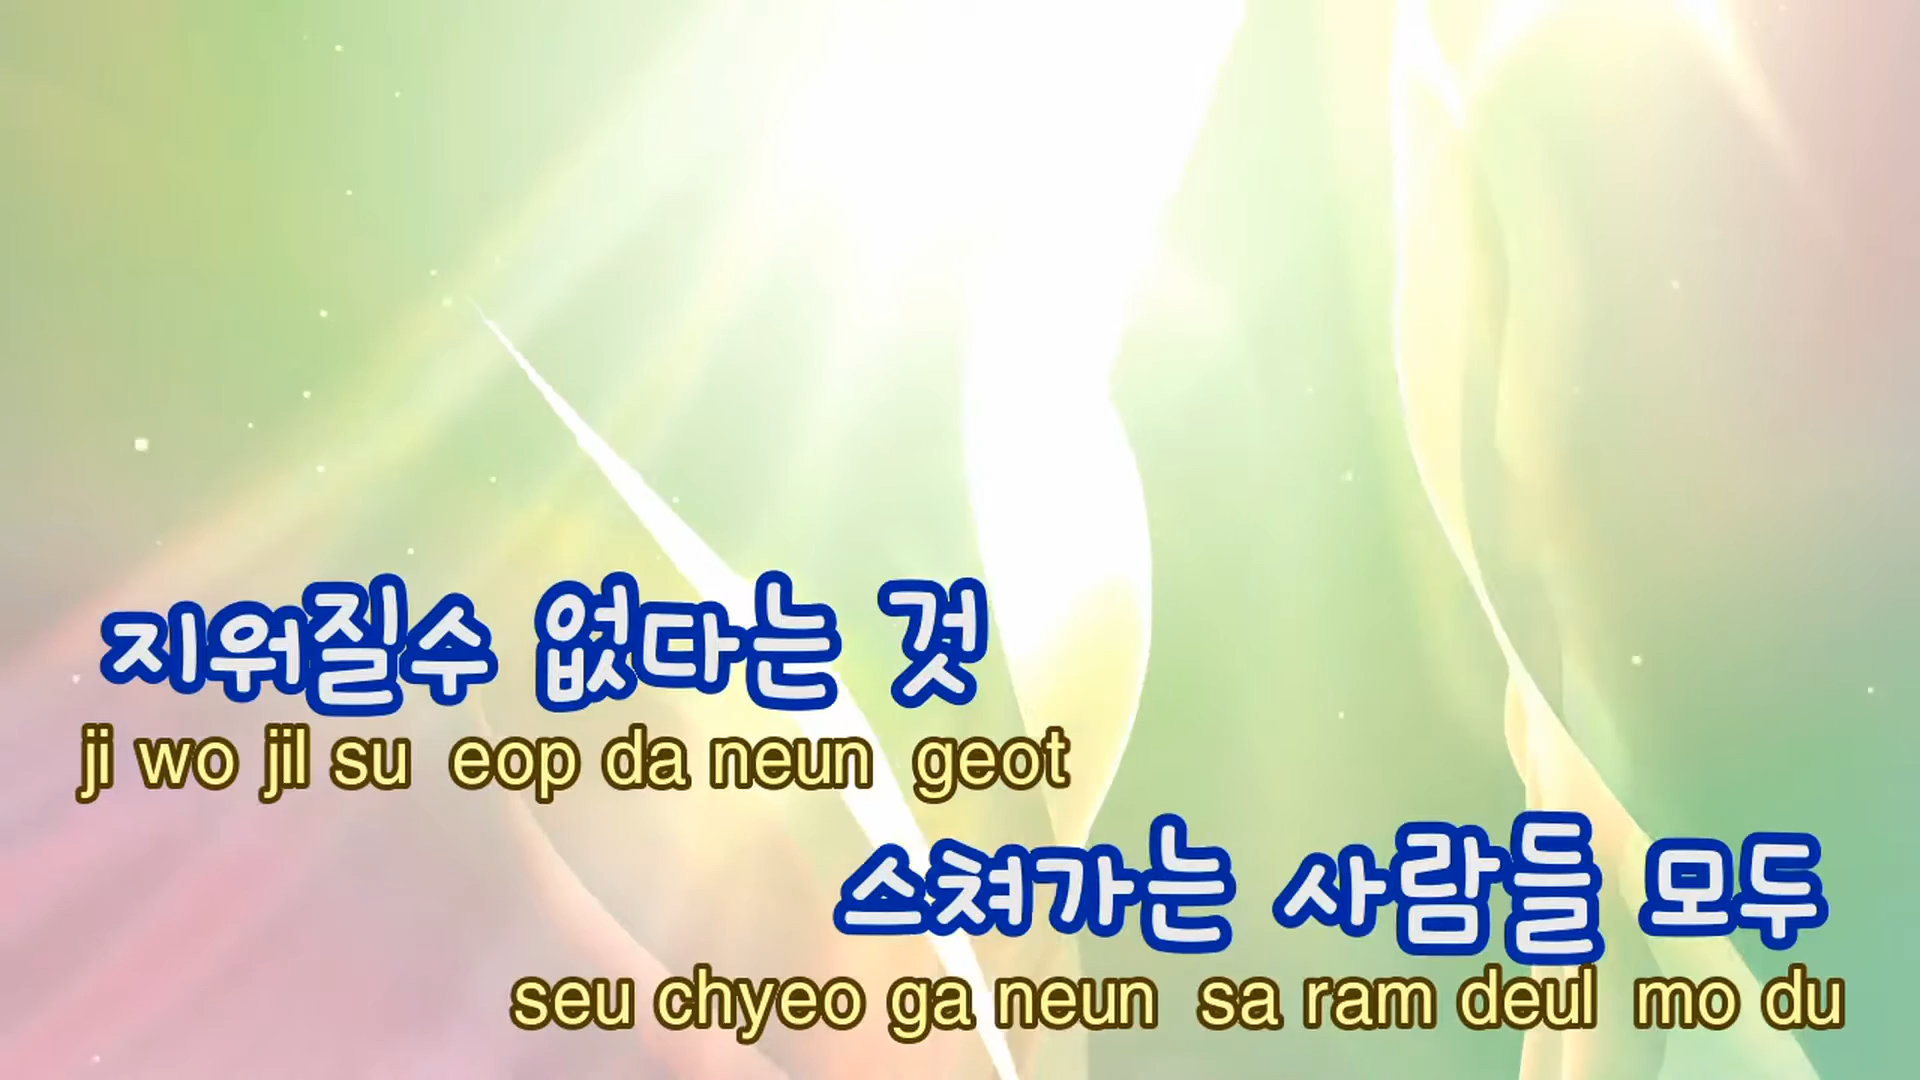 지워질수 없다는 것
ji wo jil su eop da neun geot
스쳐가는 사람들 모두
seu chyeo ga neun sa ram deul mo du